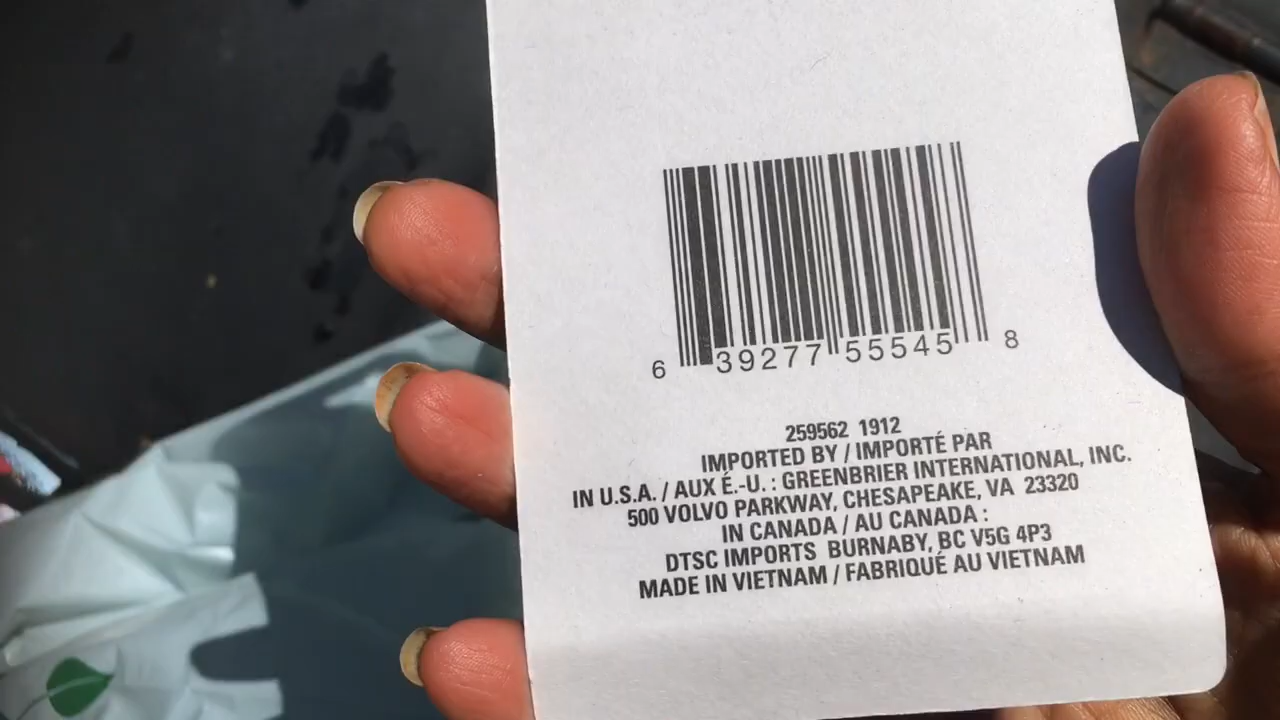 6 39277 55545 8
259562 1912
IMPORTED BY / IMPORTÉ PAR
IN U.S.A. / AUX É.-U. : GREENBRIER INTERNATIONAL, INC.
500 VOLVO PARKWAY, CHESAPEAKE, VA 23320
IN CANADA / AU CANADA :
DTSC IMPORTS BURNABY, BC V5G 4P3
MADE IN VIETNAM / FABRIQUÉ AU VIETNAM